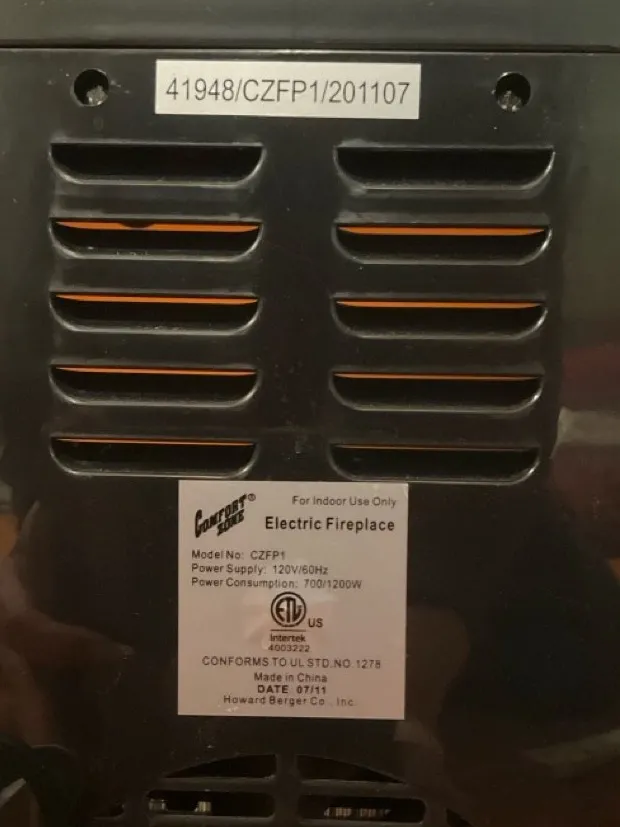 41948/CZFP1/201107
COMFORT ZONE®
For Indoor Use Only
Electric Fireplace
Model No: CZFP1
Power Supply: 120V/60Hz
Power Consumption: 700/1200W
ETL US
Intertek
4003222
CONFORMS TO UL STD.NO.1278
Made in China
DATE 07/11
Howard Berger Co., Inc.